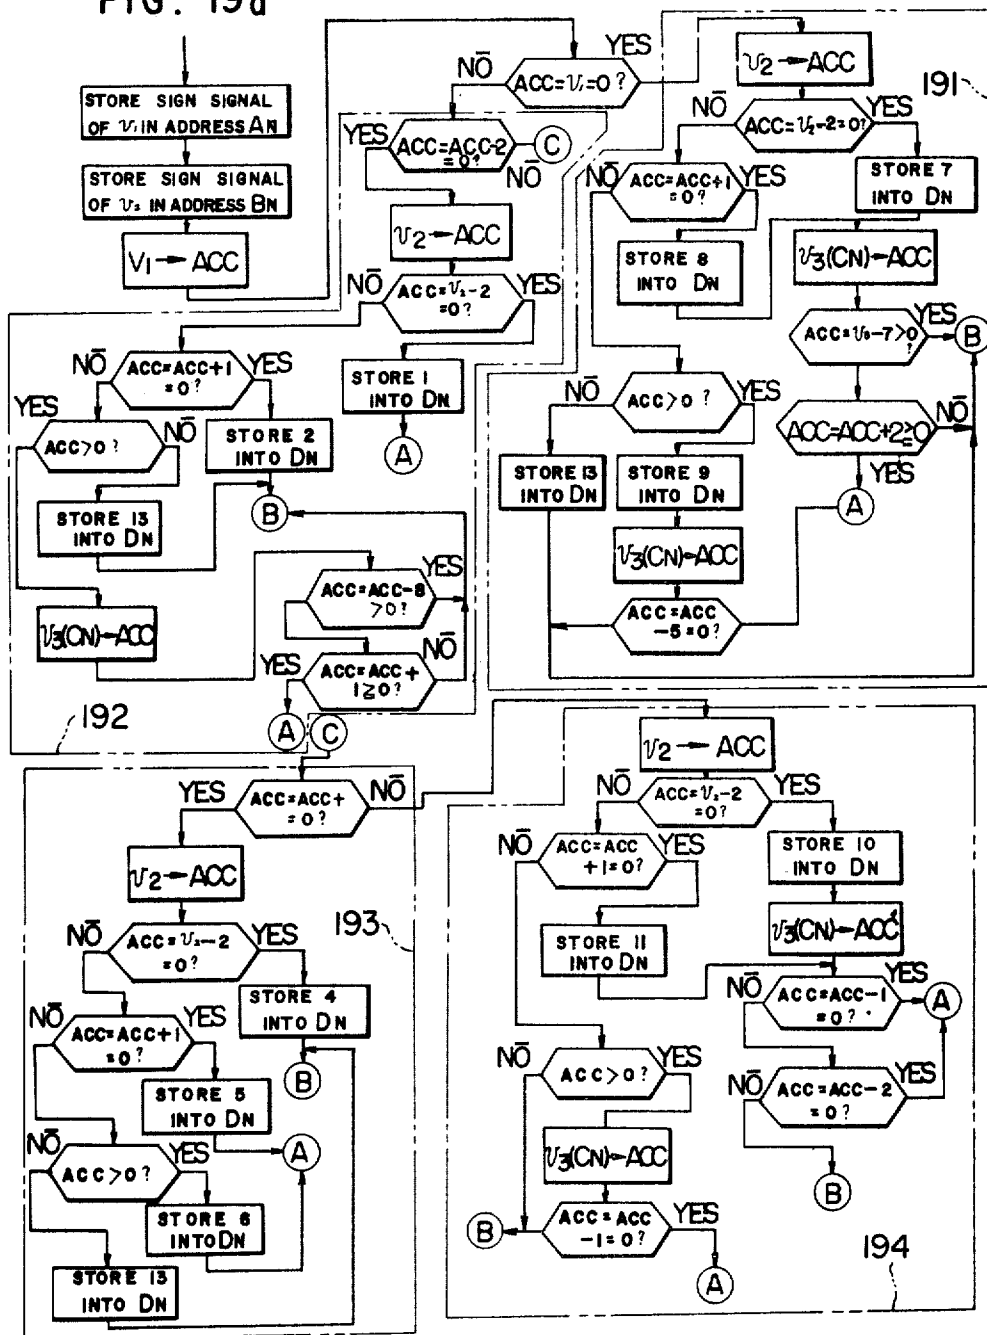 FIG. 19a
STORE SIGN SIGNAL
OF v₁ IN ADDRESS AN
STORE SIGN SIGNAL
OF v₂ IN ADDRESS BN
V₁→ACC
ACC=v₁=0?
NO
YES
ACC=ACC-2
=0?
YES
NO
C
v₂→ACC
ACC=v₂-2
=0?
NO
YES
STORE 1
INTO DN
A
ACC=ACC+1
=0?
NO
YES
ACC>0?
YES
NO
STORE 2
INTO DN
B
STORE 13
INTO DN
v₃(CN)→ACC
ACC=ACC-8
>0?
YES
ACC=ACC+
1≧0?
YES
NO
A
C
192
v₂→ACC
191
ACC=v₂-2=0?
NO
YES
STORE 7
INTO DN
ACC=ACC+1
=0?
NO
YES
STORE 8
INTO DN
v₃(CN)→ACC
ACC=v₃-7>0
?
YES
B
ACC=ACC+2≧0
NO
YES
A
ACC>0?
NO
YES
STORE 13
INTO DN
STORE 9
INTO DN
v₃(CN)→ACC
ACC=ACC
-5=0?
ACC=ACC+
=0?
YES
NO
v₂→ACC
ACC=v₂-2
=0?
NO
YES
193
STORE 4
INTO DN
B
ACC=ACC+1
=0?
NO
YES
STORE 5
INTO DN
A
ACC>0?
NO
YES
STORE 6
INTO DN
STORE 13
INTO DN
v₂→ACC
ACC=v₂-2
=0?
NO
YES
ACC=ACC
+1=0?
NO
YES
STORE 10
INTO DN
STORE 11
INTO DN
v₃(CN)→ACC
ACC=ACC-1
=0?
NO
YES
A
ACC=ACC-2
=0?
NO
YES
B
ACC>0?
NO
YES
v₃(CN)→ACC
ACC=ACC
-1=0?
B
YES
A
194